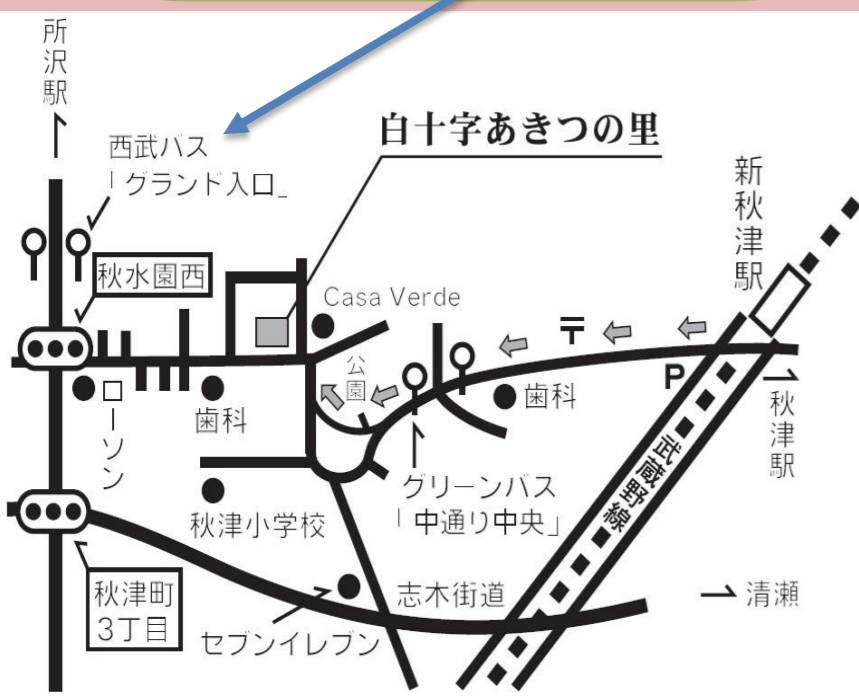 所沢駅
西武バス
「グランド入口」
白十字あきつの里
新秋津駅
秋水園西
Casa Verde
公園
〒
P
歯科
歯科
ローソン
秋津駅
武蔵野線
グリーンバス
「中通り中央」
秋津小学校
秋津町
3丁目
セブンイレブン
志木街道
清瀬